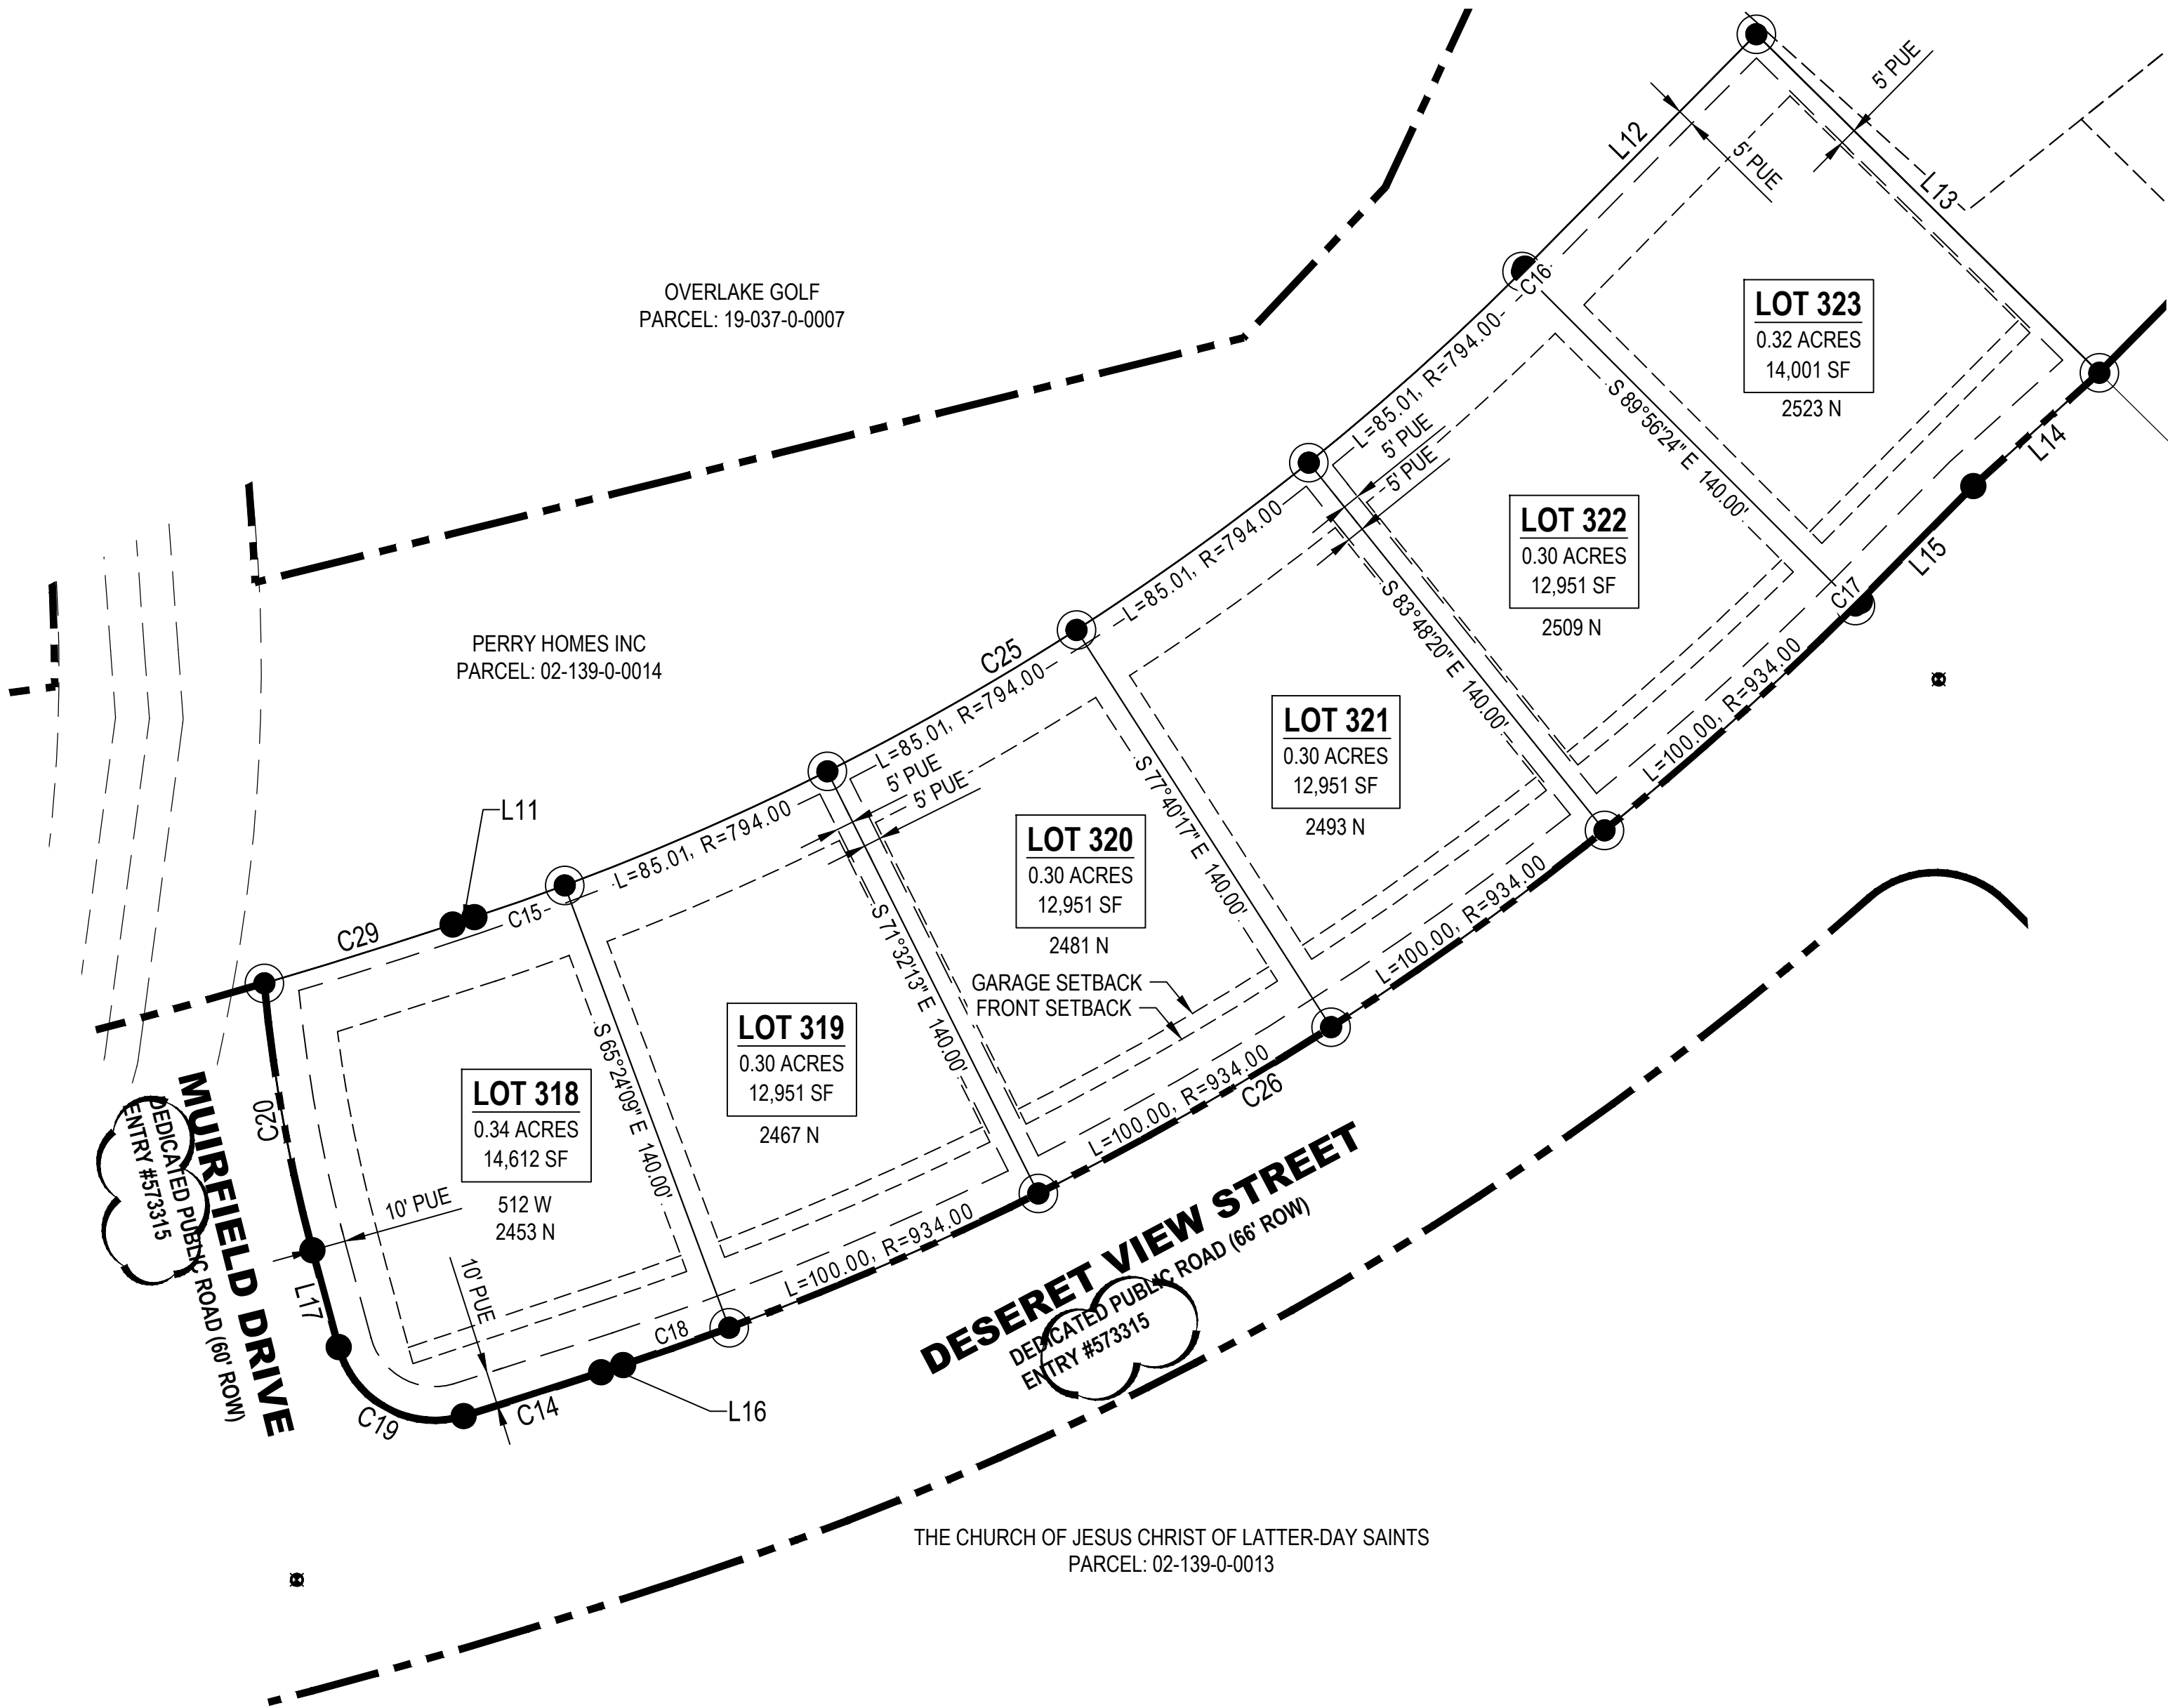 5' PUE
L12
5' PUE
L13
OVERLAKE GOLF
PARCEL: 19-037-0-0007
C16
LOT 323
0.32 ACRES
14,001 SF
2523 N
L=85.01, R=794.00
5' PUE
5' PUE
S 89°56'24" E 140.00'
L14
L15
C17
LOT 322
0.30 ACRES
12,951 SF
2509 N
L=100.00, R=934.00
PERRY HOMES INC
PARCEL: 02-139-0-0014
C25
L=85.01, R=794.00
S 83°48'20" E 140.00'
LOT 321
0.30 ACRES
12,951 SF
2493 N
L=100.00, R=934.00
L=85.01, R=794.00
5' PUE
5' PUE
S 77°40'17" E 140.00'
LOT 320
0.30 ACRES
12,951 SF
2481 N
GARAGE SETBACK
FRONT SETBACK
L=100.00, R=934.00
C26
L11
L=85.01, R=794.00
S 71°32'13" E 140.00'
LOT 319
0.30 ACRES
12,951 SF
2467 N
L=100.00, R=934.00
C29
C15
S 65°24'09" E 140.00'
LOT 318
0.34 ACRES
14,612 SF
512 W
2453 N
C20
10' PUE
10' PUE
L17
C19
C14
C18
L16
MUIRFIELD DRIVE
DEDICATED PUBLIC ROAD (60' ROW)
ENTRY #573315
DESERET VIEW STREET
DEDICATED PUBLIC ROAD (66' ROW)
ENTRY #573315
THE CHURCH OF JESUS CHRIST OF LATTER-DAY SAINTS
PARCEL: 02-139-0-0013